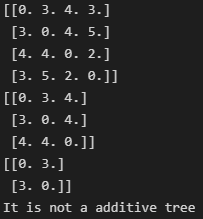 [[0. 3. 4. 3.]
 [3. 0. 4. 5.]
 [4. 4. 0. 2.]
 [3. 5. 2. 0.]]
[[0. 3. 4.]
 [3. 0. 4.]
 [4. 4. 0.]]
[[0. 3.]
 [3. 0.]]
It is not a additive tree